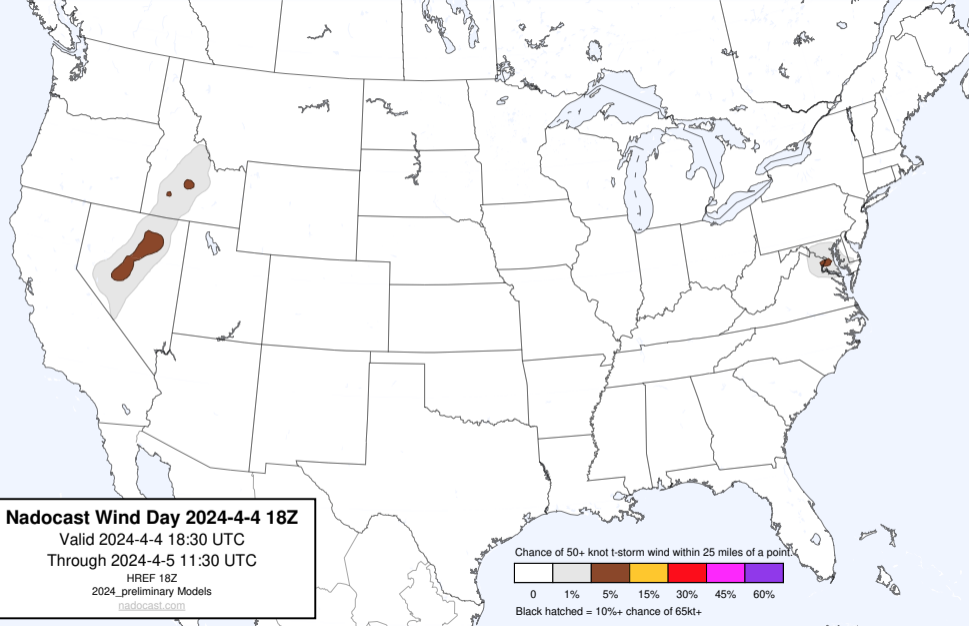 Nadocast Wind Day 2024-4-4 18Z
Valid 2024-4-4 18:30 UTC
Through 2024-4-5 11:30 UTC
HREF 18Z
2024_preliminary Models
nadocast.com
Chance of 50+ knot t-storm wind within 25 miles of a point.
0 1% 5% 15% 30% 45% 60%
Black hatched = 10%+ chance of 65kt+